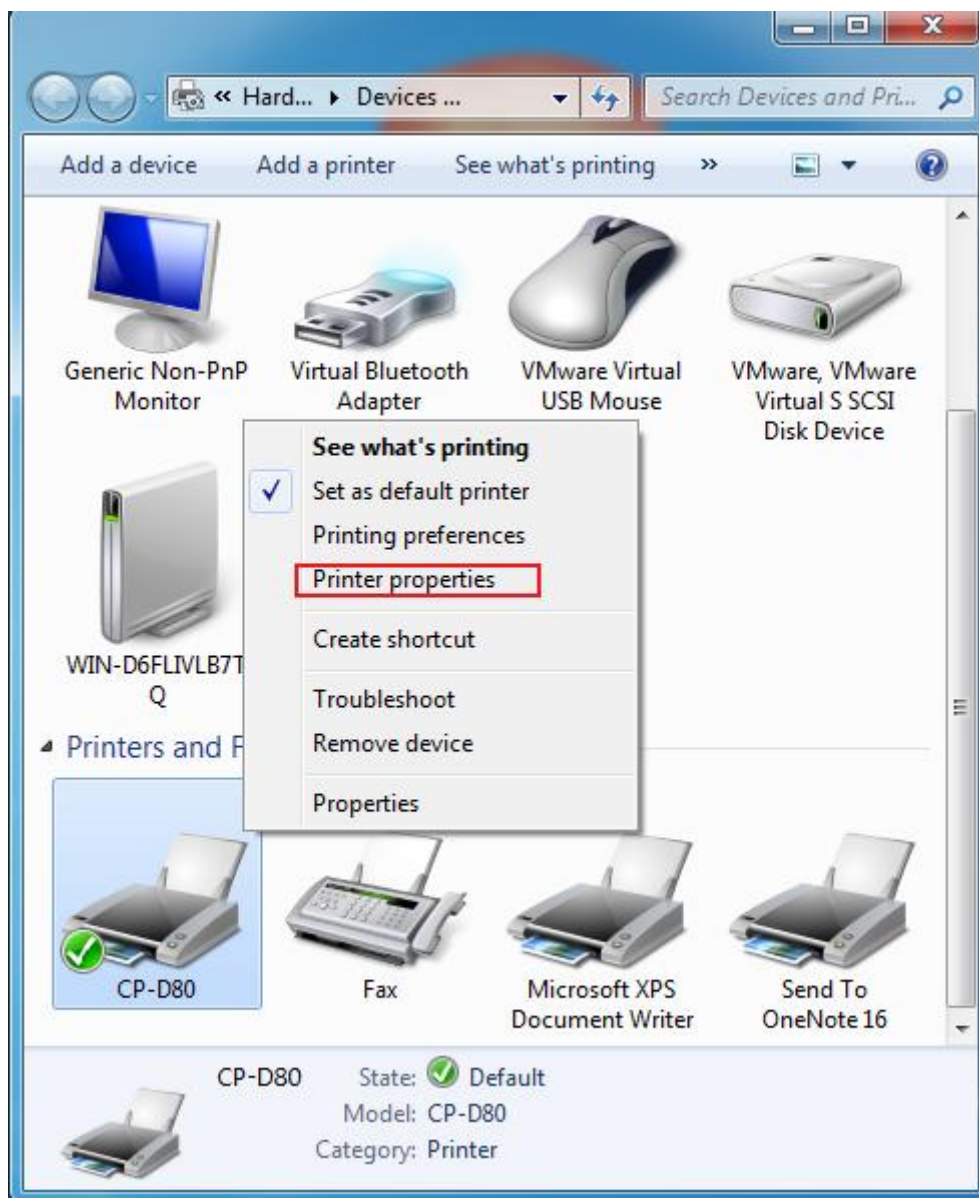 « Hard... ▸ Devices ...
Search Devices and Pri...
Add a device Add a printer See what's printing »
Generic Non-PnP
Monitor
Virtual Bluetooth
Adapter
VMware Virtual
USB Mouse
VMware, VMware
Virtual S SCSI
Disk Device
See what's printing
Set as default printer
Printing preferences
Printer properties
Create shortcut
Troubleshoot
Remove device
Properties
WIN-D6FLIVLB7T
Q
Printers and F
CP-D80
Fax
Microsoft XPS
Document Writer
Send To
OneNote 16
CP-D80 State: Default
Model: CP-D80
Category: Printer